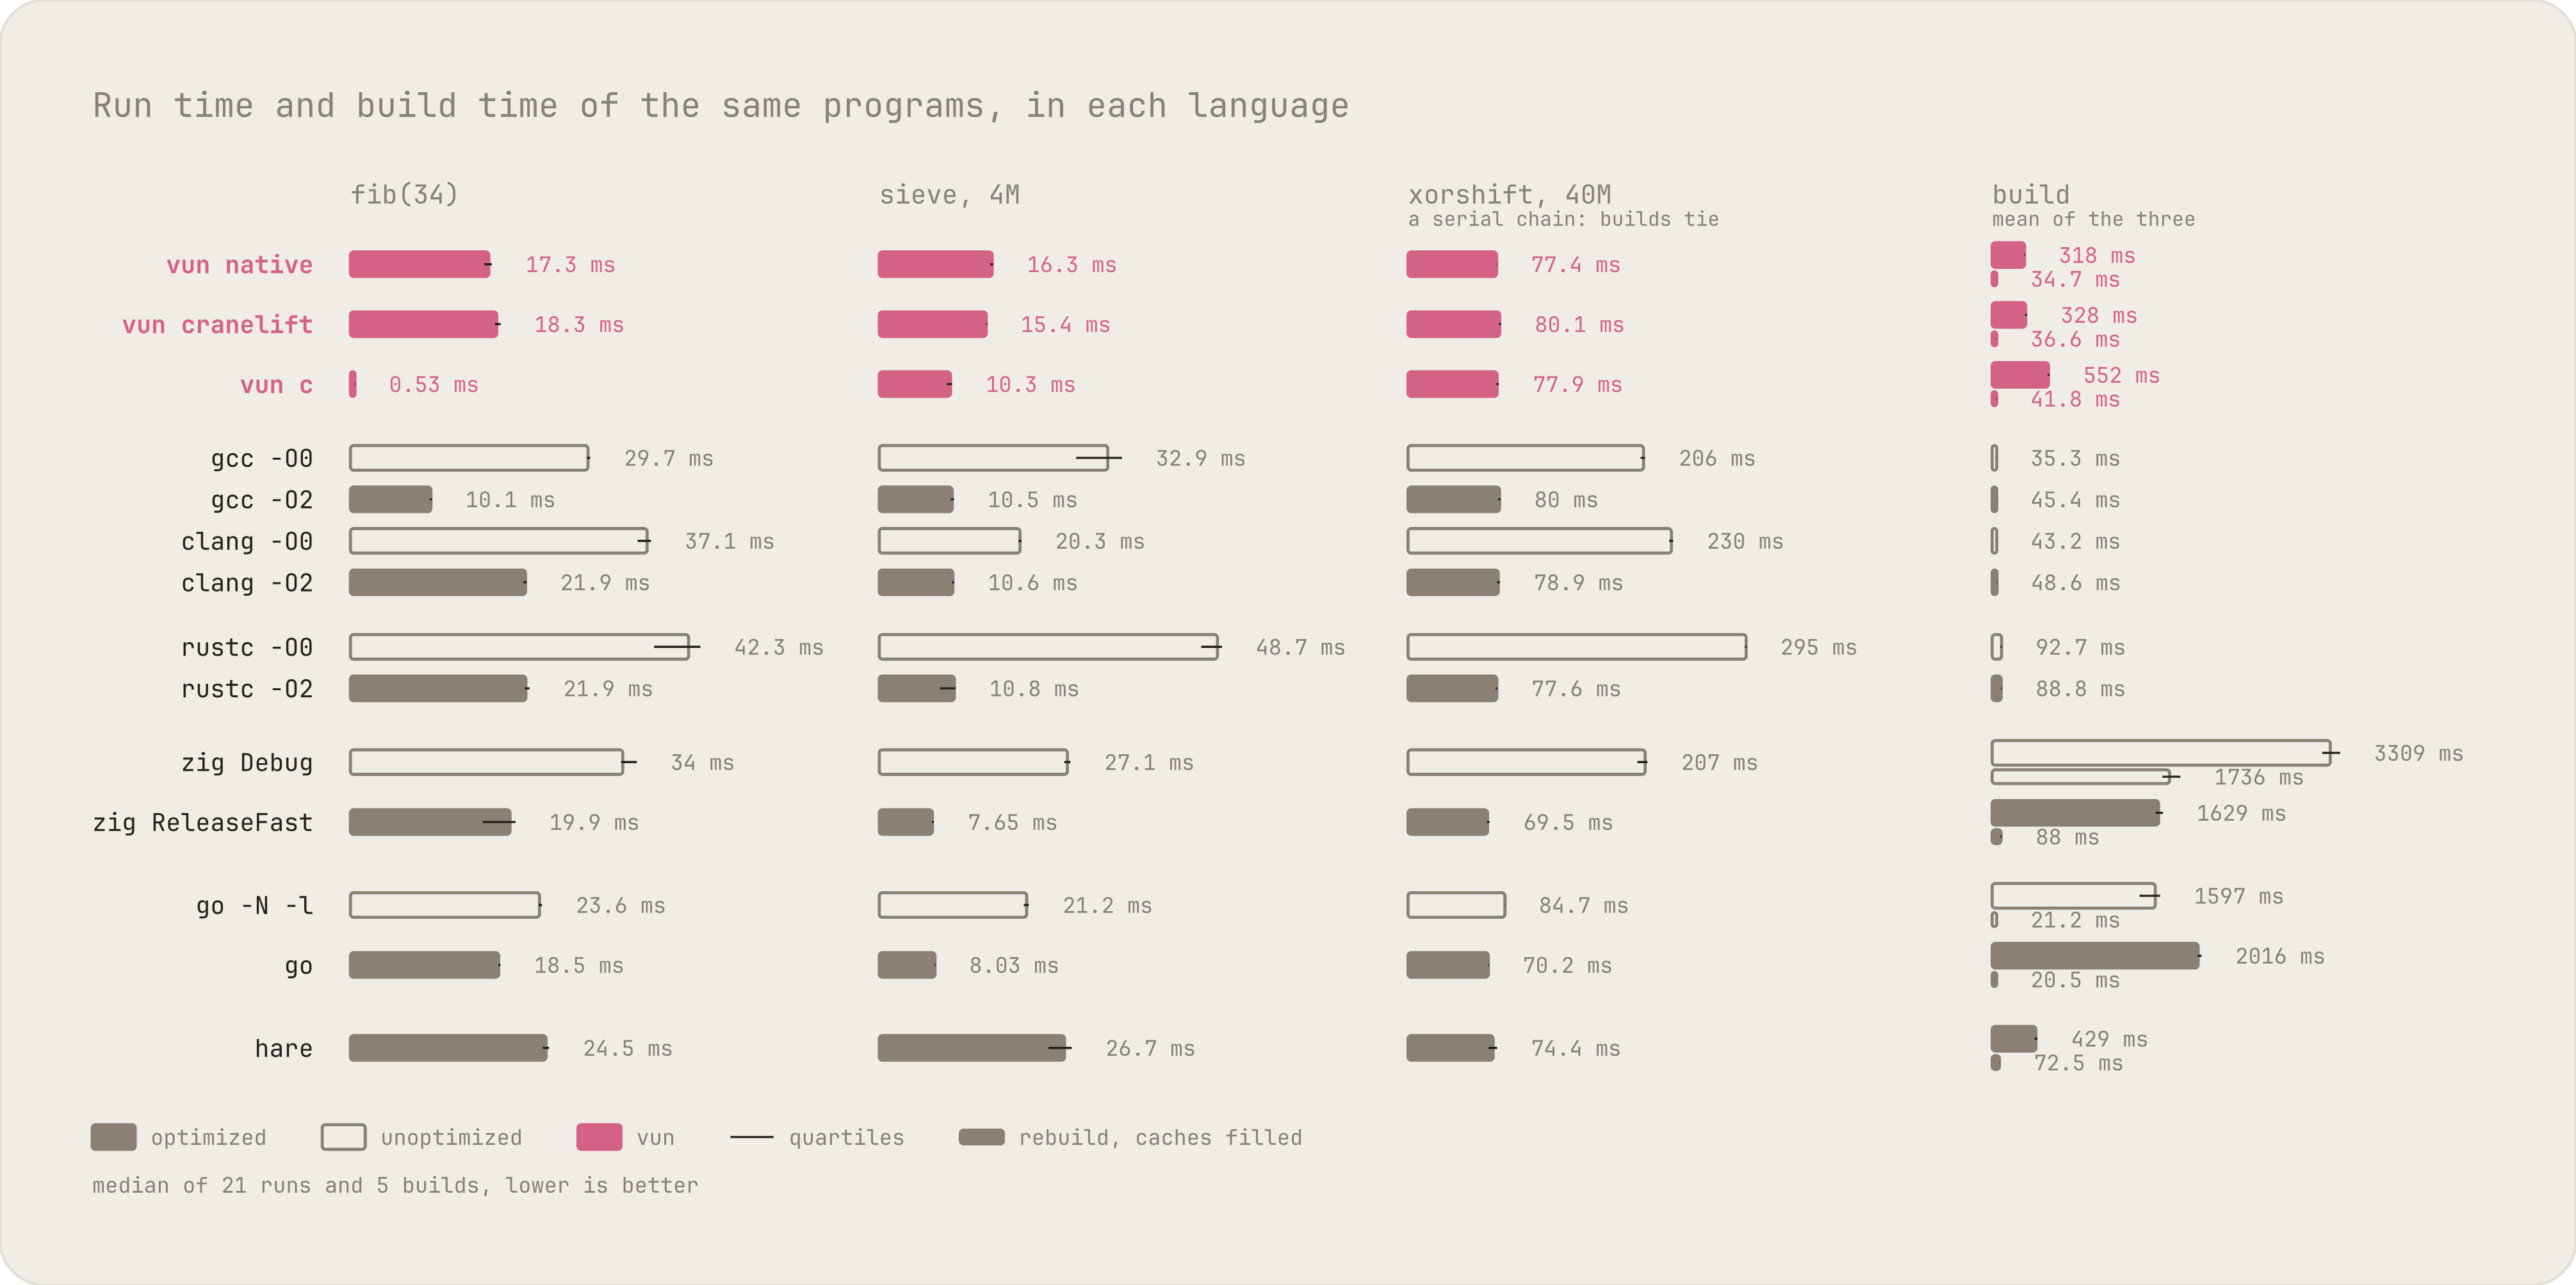 Run time and build time of the same programs, in each language
fib(34) sieve, 4M xorshift, 40M build
a serial chain: builds tie mean of the three
vun native 17.3 ms 16.3 ms 77.4 ms 318 ms
34.7 ms
vun cranelift 18.3 ms 15.4 ms 80.1 ms 328 ms
36.6 ms
vun c 0.53 ms 10.3 ms 77.9 ms 552 ms
41.8 ms
gcc -O0 29.7 ms 32.9 ms 206 ms 35.3 ms
gcc -O2 10.1 ms 10.5 ms 80 ms 45.4 ms
clang -O0 37.1 ms 20.3 ms 230 ms 43.2 ms
clang -O2 21.9 ms 10.6 ms 78.9 ms 48.6 ms
rustc -O0 42.3 ms 48.7 ms 295 ms 92.7 ms
rustc -O2 21.9 ms 10.8 ms 77.6 ms 88.8 ms
zig Debug 34 ms 27.1 ms 207 ms 3309 ms
1736 ms
zig ReleaseFast 19.9 ms 7.65 ms 69.5 ms 1629 ms
88 ms
go -N -l 23.6 ms 21.2 ms 84.7 ms 1597 ms
21.2 ms
go 18.5 ms 8.03 ms 70.2 ms 2016 ms
20.5 ms
hare 24.5 ms 26.7 ms 74.4 ms 429 ms
72.5 ms
optimized unoptimized vun quartiles rebuild, caches filled
median of 21 runs and 5 builds, lower is better